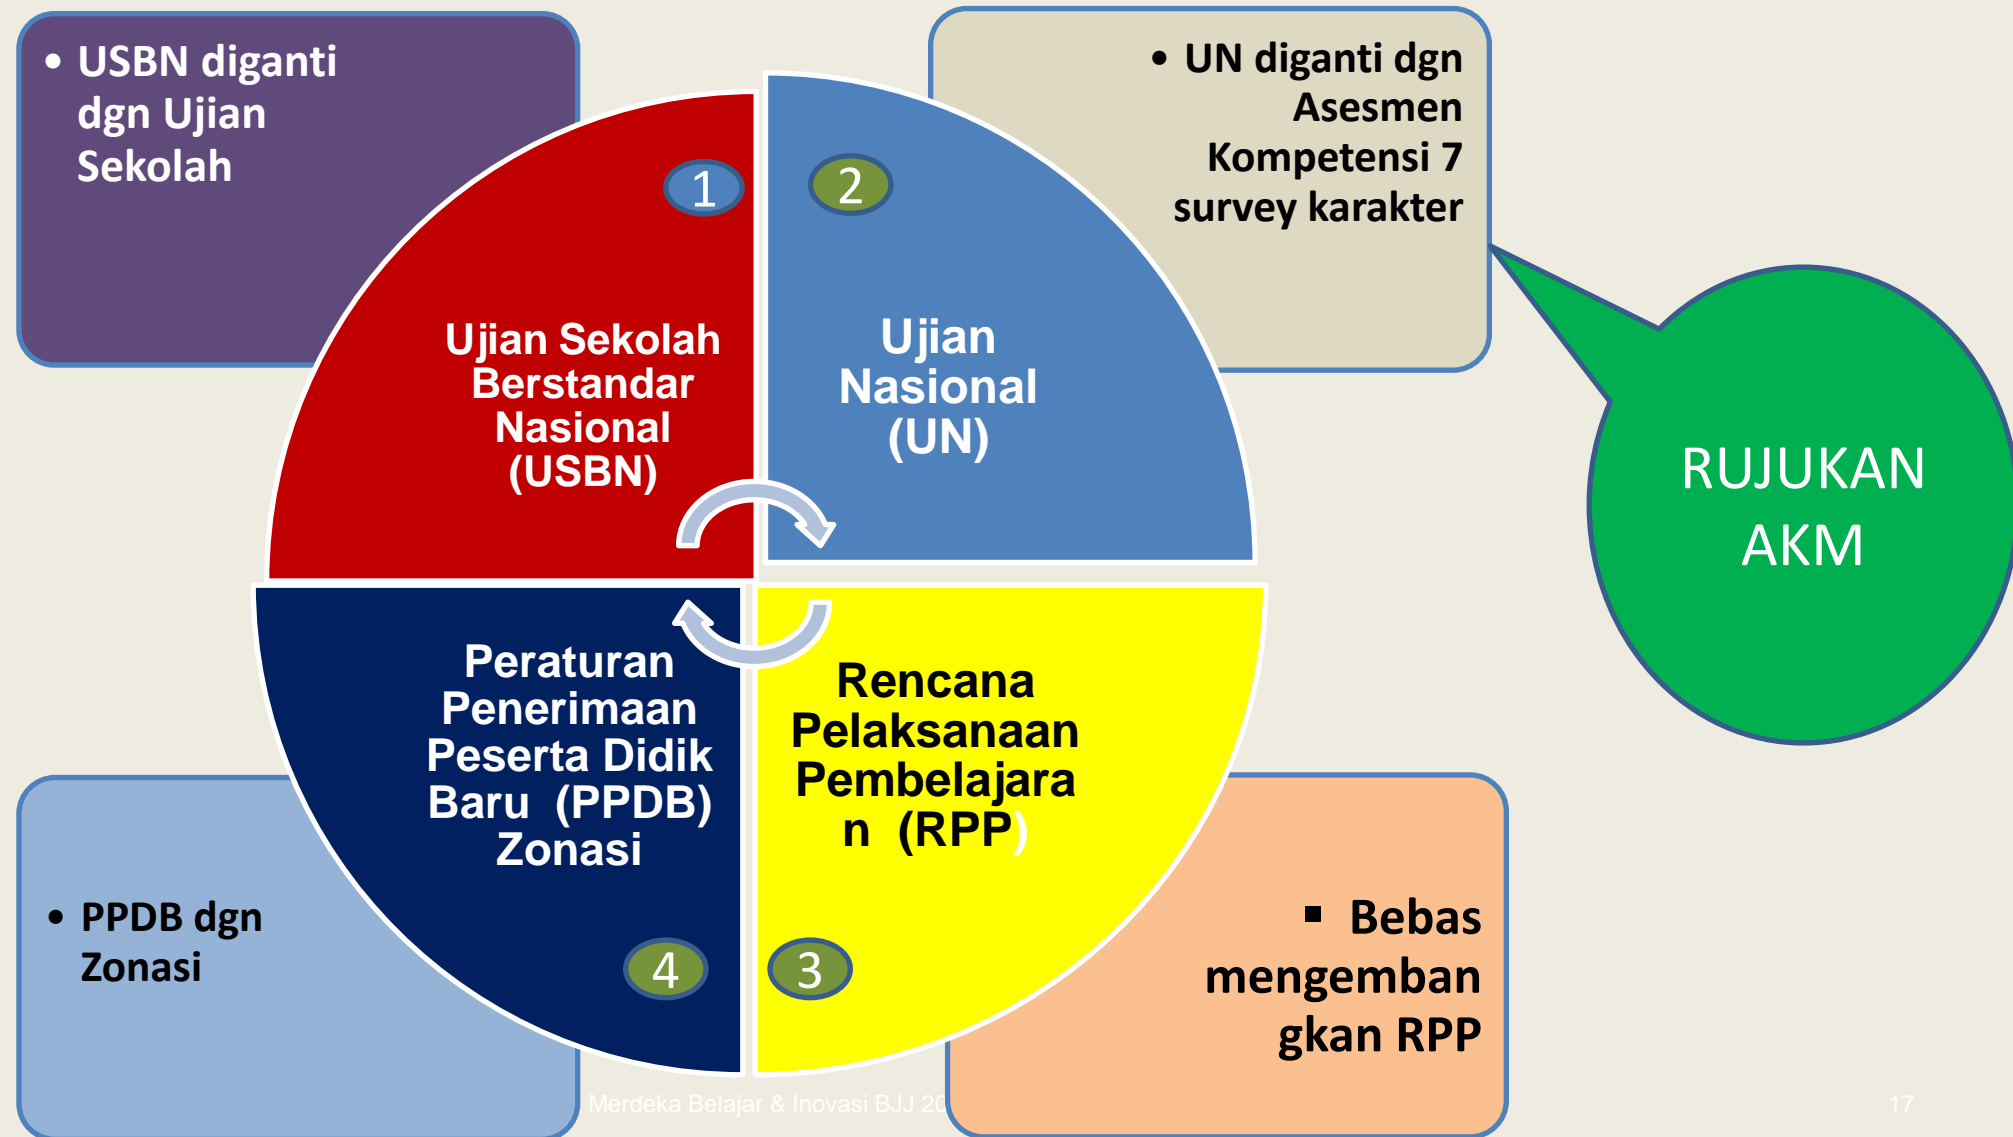 • USBN diganti
dgn Ujian
Sekolah
• UN diganti dgn
Asesmen
Kompetensi 7
survey karakter
1
2
Ujian Sekolah
Berstandar
Nasional
(USBN)
Ujian
Nasional
(UN)
RUJUKAN
AKM
Peraturan
Penerimaan
Peserta Didik
Baru (PPDB)
Zonasi
Rencana
Pelaksanaan
Pembelajara
n (RPP)
4
3
• PPDB dgn
Zonasi
▪ Bebas
mengemban
gkan RPP
Merdeka Belajar & Inovasi BJJ 20
17